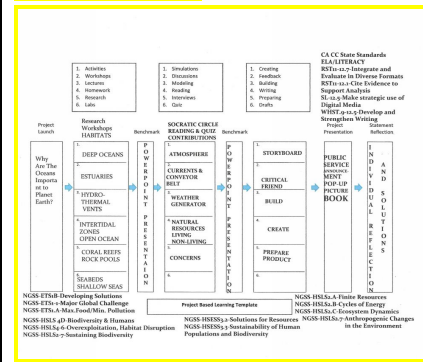 1. Activities
2. Workshops
3. Lectures
4. Homework
5. Research
6. Labs
1. Simulations
2. Discussions
3. Modeling
4. Reading
5. Interviews
6. Quiz
1. Creating
2. Feedback
3. Building
4. Writing
5. Preparing
6. Drafts
CA CC State Standards
ELA/LITERACY
RST11-12.7-Integrate and
Evaluate in Diverse Formats
RST11-12.1-Cite Evidence to
Support Analysis
SL-12.5-Make strategic use of
Digital Media
WHST.9-12.5-Develop and
Strengthen Writing
Project
Launch
Research
Workshops
HABITATS
Benchmark
SOCRATIC CIRCLE
READING & QUIZ
CONTRIBUTIONS
Benchmark
Project
Presentation
Statement
Reflection.
Why
Are The
Oceans
Importa
nt to
Planet
Earth?
1.
DEEP OCEANS
2.
ESTUARIES
3.
HYDRO-
THERMAL
VENTS
4.
INTERTIDAL
ZONES
OPEN OCEAN
5.
CORAL REEFS
ROCK POOLS
6.
SEABEDS
SHALLOW SEAS
POWERPOINT PRESENTATION
1.
ATMOSPHERE
2.
CURRENTS &
CONVEYOR
BELT
3.
WEATHER
GENERATOR
4.
NATURAL
RESOURCES
LIVING
NON-LIVING
5.
CONCERNS
6.
POWERPOINT PRESENTATION
1.
STORYBOARD
2.
CRITICAL
FRIEND
3.
BUILD
4.
CREATE
5.
PREPARE
PRODUCT
6.
PUBLIC
SERVICE
ANNOUNCE-
MENT
POP-UP
PICTURE
BOOK
INDIVIDUAL REFLECTION
AND SOLUTIONS
NGSS-ETS1B-Developing Solutions
NGSS-ETS1-1-Major Global Challenge
NGSS-ETS1.A-Max.Food/Min. Pollution
NGSS-HSLS 4D-Biodiversity & Humans
NGSS-HSLS4-6-Overexploitation, Habitat Disruption
NGSS-HSLS2-7-Sustaining Biodiversity
Project Based Learning Template
NGSS-HSESS3.2-Solutions for Resources
NGSS-HSESS3.3-Sustainability of Human
Populations and Biodiversity
NGSS-HSLS2.A-Finite Resources
NGSS-HSLS2.B-Cycles of Energy
NGSS-HSLS2.C-Ecosystem Dynamics
NGSS-HSLS2.7-Anthropogenic Changes
in the Environment